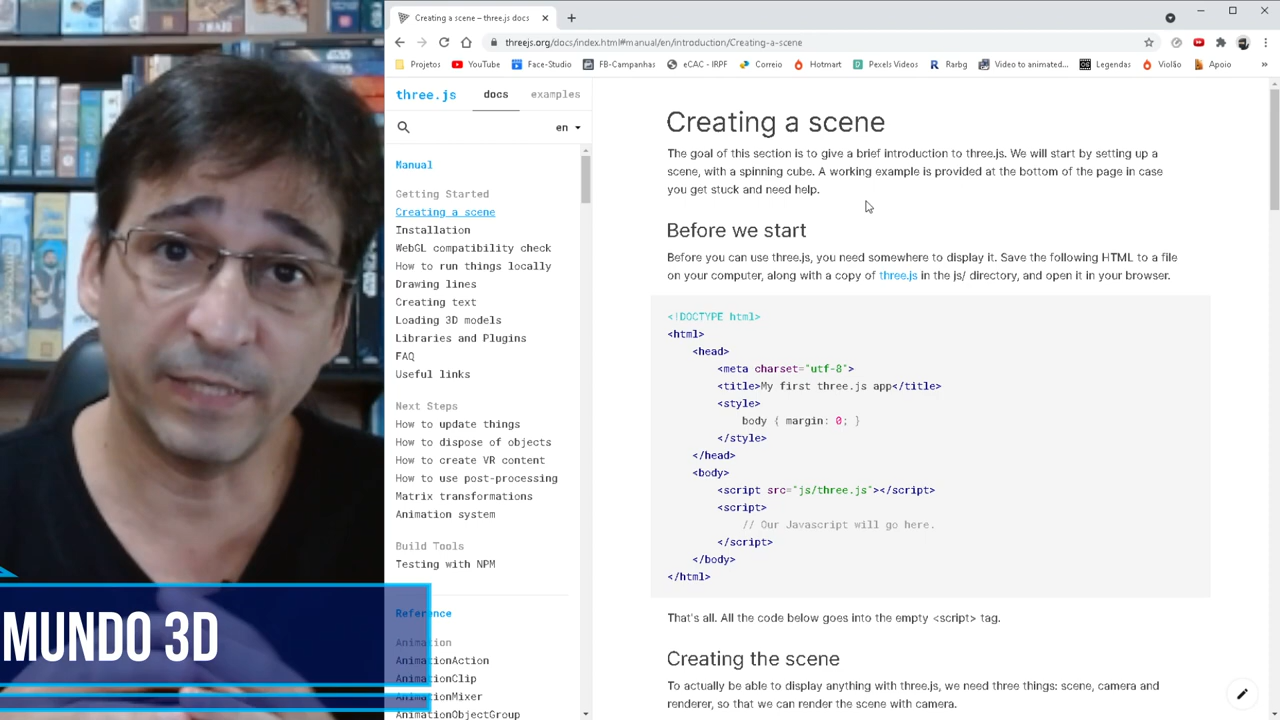 Creating a scene – three.js docs
threejs.org/docs/index.html#manual/en/introduction/Creating-a-scene
Projetos YouTube Face-Studio FB-Campanhas eCAC - IRPF Correio Hotmart Pexels Videos Rarbg Video to animated... Legendas Violão Apoio »
three.js docs examples
en
Manual
Getting Started
Creating a scene
Installation
WebGL compatibility check
How to run things locally
Drawing lines
Creating text
Loading 3D models
Libraries and Plugins
FAQ
Useful links
Next Steps
How to update things
How to dispose of objects
How to create VR content
How to use post-processing
Matrix transformations
Animation system
Build Tools
Testing with NPM
Reference
Animation
AnimationAction
AnimationClip
AnimationMixer
AnimationObjectGroup
Creating a scene
The goal of this section is to give a brief introduction to three.js. We will start by setting up a
scene, with a spinning cube. A working example is provided at the bottom of the page in case
you get stuck and need help.
Before we start
Before you can use three.js, you need somewhere to display it. Save the following HTML to a file
on your computer, along with a copy of three.js in the js/ directory, and open it in your browser.
<!DOCTYPE html>
<html>
<head>
<meta charset="utf-8">
<title>My first three.js app</title>
<style>
body { margin: 0; }
</style>
</head>
<body>
<script src="js/three.js"></script>
<script>
// Our Javascript will go here.
</script>
</body>
</html>
That's all. All the code below goes into the empty <script> tag.
Creating the scene
To actually be able to display anything with three.js, we need three things: scene, camera and
renderer, so that we can render the scene with camera.
MUNDO 3D